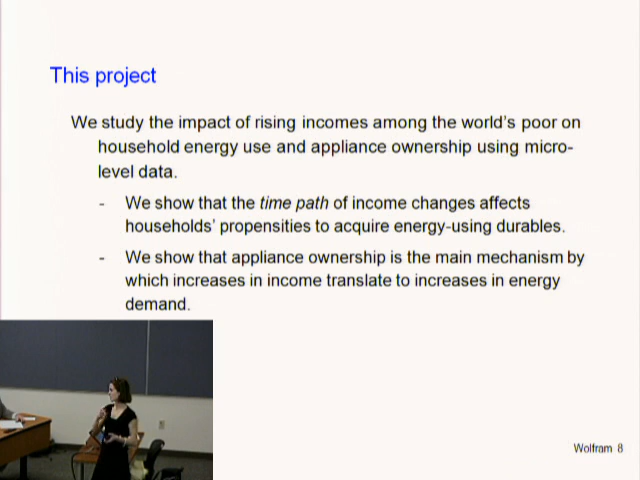 This project
We study the impact of rising incomes among the world's poor on
household energy use and appliance ownership using micro-
level data.
- We show that the time path of income changes affects
households' propensities to acquire energy-using durables.
- We show that appliance ownership is the main mechanism by
which increases in income translate to increases in energy
demand.
Wolfram 8